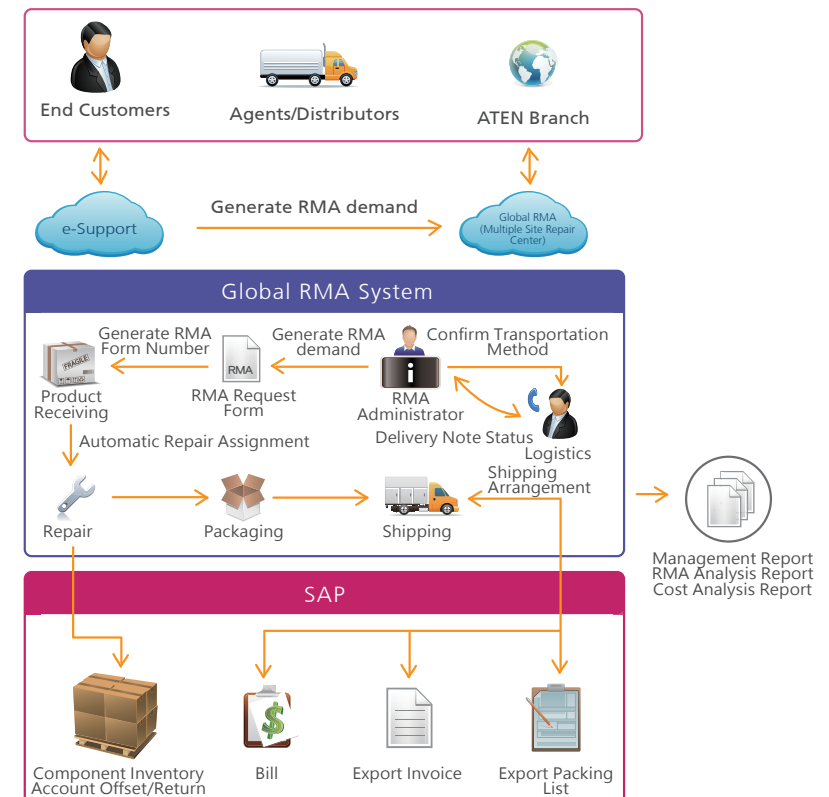 End Customers
Agents/Distributors
ATEN Branch
e-Support
Generate RMA demand
Global RMA
(Multiple Site Repair
Center)
Global RMA System
Generate RMA
Form Number
Generate RMA
demand
Confirm Transportation
Method
FRAGILE
RMA
i
Product
Receiving
RMA Request
Form
RMA
Administrator
Delivery Note Status
Logistics
Automatic Repair Assignment
Shipping
Arrangement
Repair
Packaging
Shipping
Management Report
RMA Analysis Report
Cost Analysis Report
SAP
$
Component Inventory
Account Offset/Return
Bill
Export Invoice
Export Packing
List